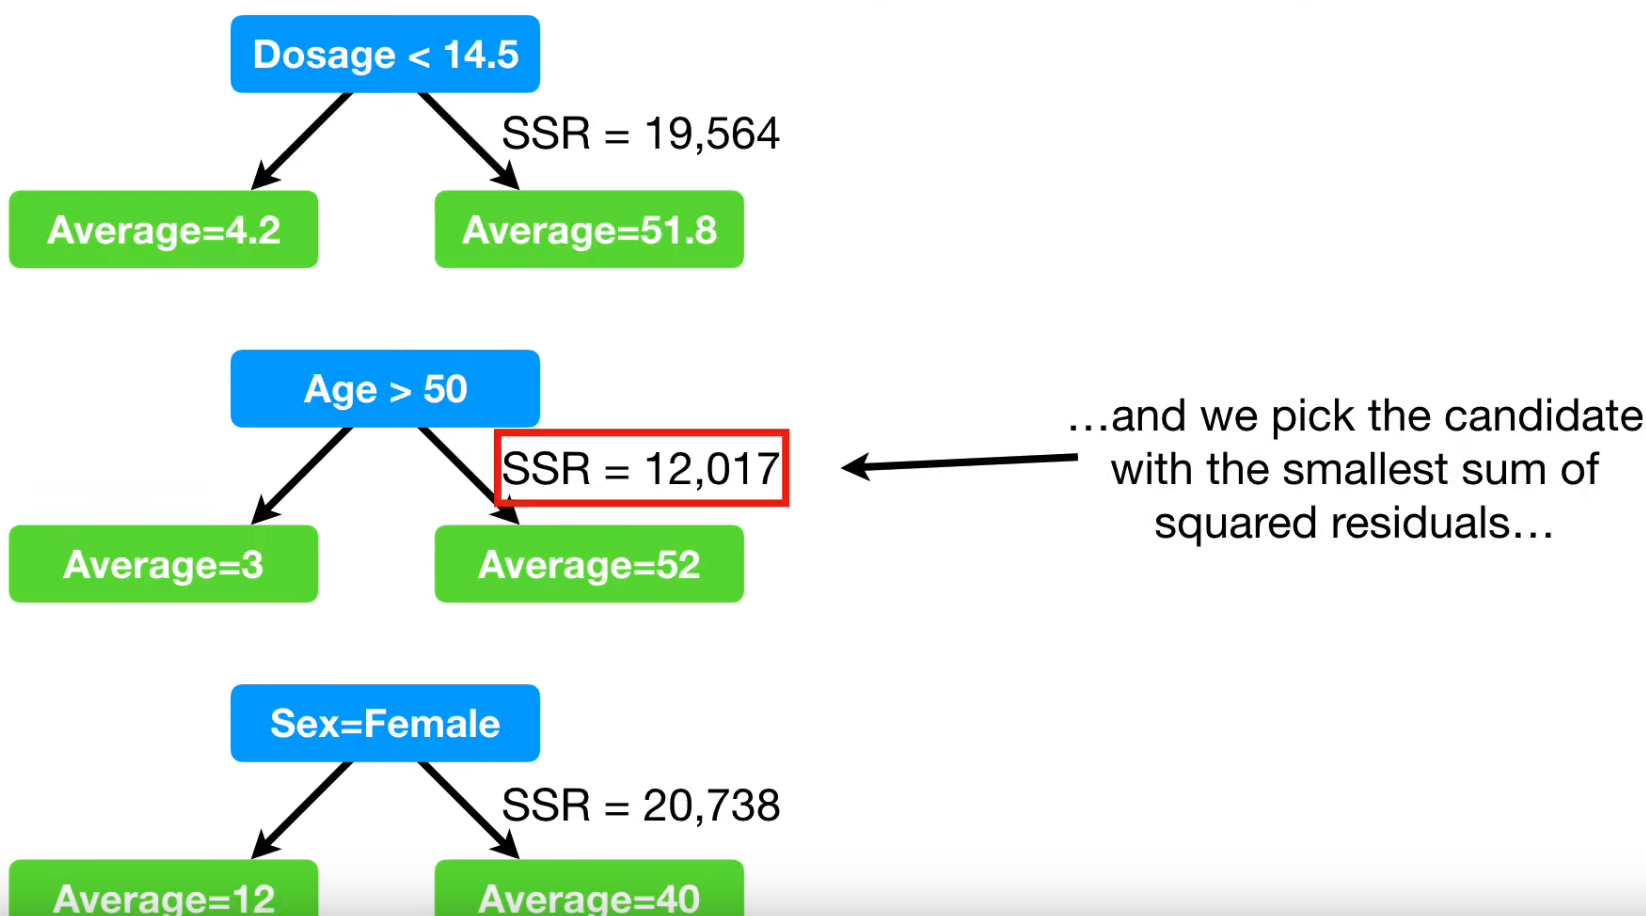 Dosage < 14.5
SSR = 19,564
Average=4.2
Average=51.8
Age > 50
SSR = 12,017
Average=3
Average=52
…and we pick the candidate
with the smallest sum of
squared residuals…
Sex=Female
SSR = 20,738
Average=12
Average=40